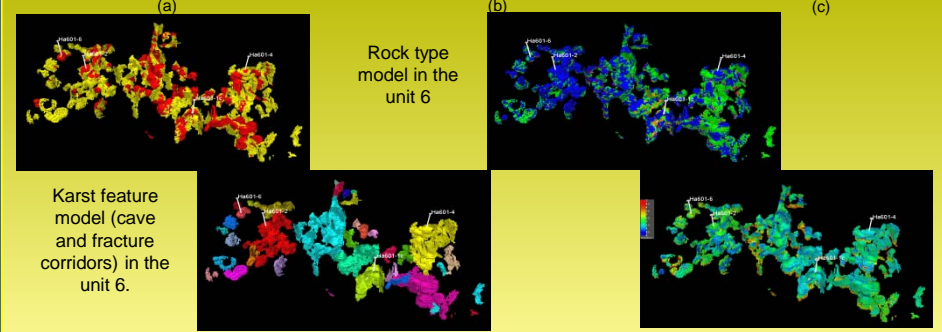 (a)
(b)
(c)
Ha601-6
Ha601-4
Rock type
model in the
unit 6
Ha601-6
Ha601-2
Ha601-4
Karst feature
model (cave
and fracture
corridors) in the
unit 6.
Ha601-6
Ha601-2
Ha601-4
Ha601-6
Ha601-2
Ha601-4